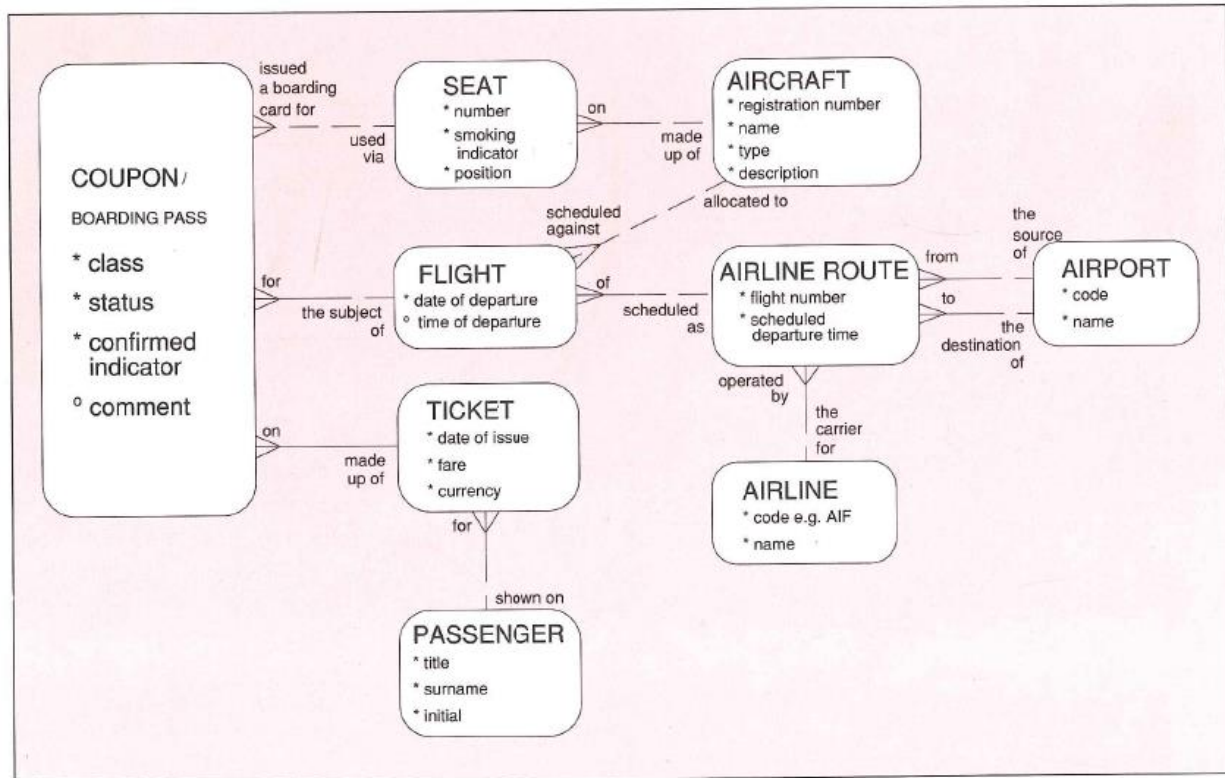 issued
a boarding
card for
used
via
SEAT
* number
* smoking
indicator
* position
on
made
up of
AIRCRAFT
* registration number
* name
* type
* description
COUPON/
BOARDING PASS
* class
* status
* confirmed
indicator
o comment
scheduled
against
allocated to
for
the subject
of
FLIGHT
* date of departure
o time of departure
of
scheduled
as
AIRLINE ROUTE
* flight number
* scheduled
departure time
from
the
source
of
to
the
destination
of
AIRPORT
* code
* name
operated
by
the
carrier
for
on
made
up of
TICKET
* date of issue
* fare
* currency
for
AIRLINE
* code e.g. AIF
* name
shown on
PASSENGER
* title
* surname
* initial